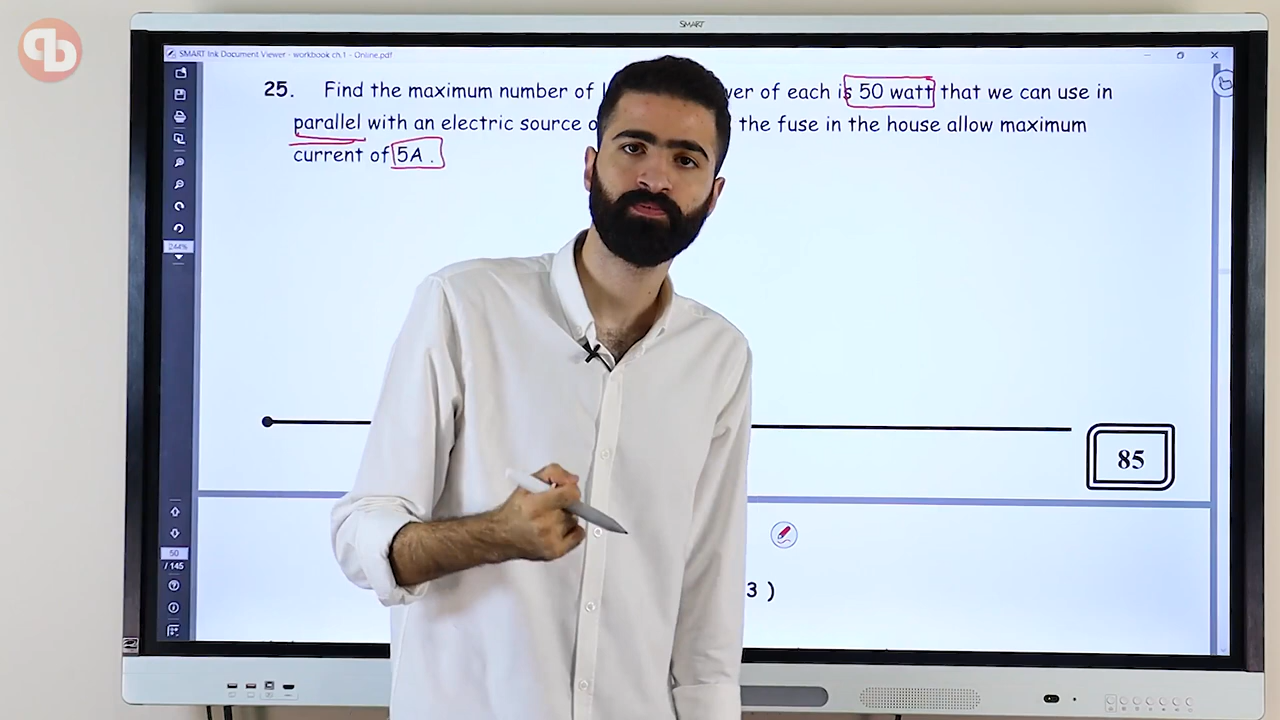 pb
SMART
SMART Ink Document Viewer - workbook ch.1 - Online.pdf
25. Find the maximum number of of each is 50 watt that we can use in
parallel with an electric source the fuse in the house allow maximum
current of 5A .
244%
85
50
/ 145
3 )